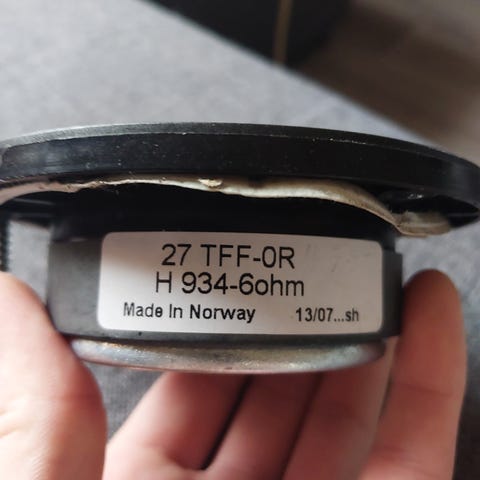 27 TFF-0R
H 934-6ohm
Made In Norway 13/07...sh